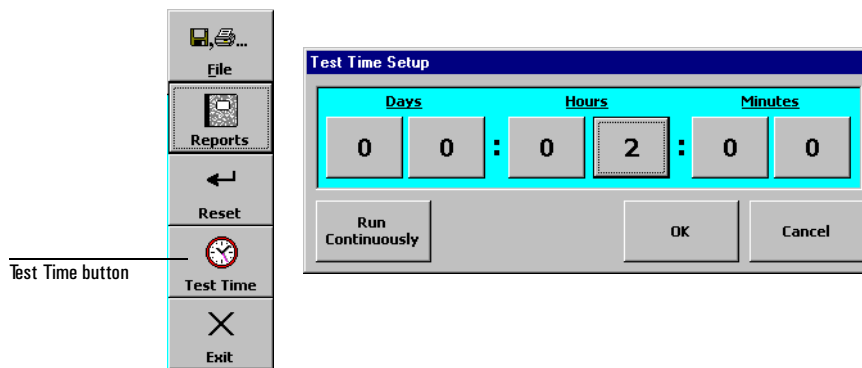 File
Reports
Reset
Test Time
Exit
Test Time button
Test Time Setup
Days Hours Minutes
0 0 : 0 2 : 0 0
Run
Continuously
OK
Cancel